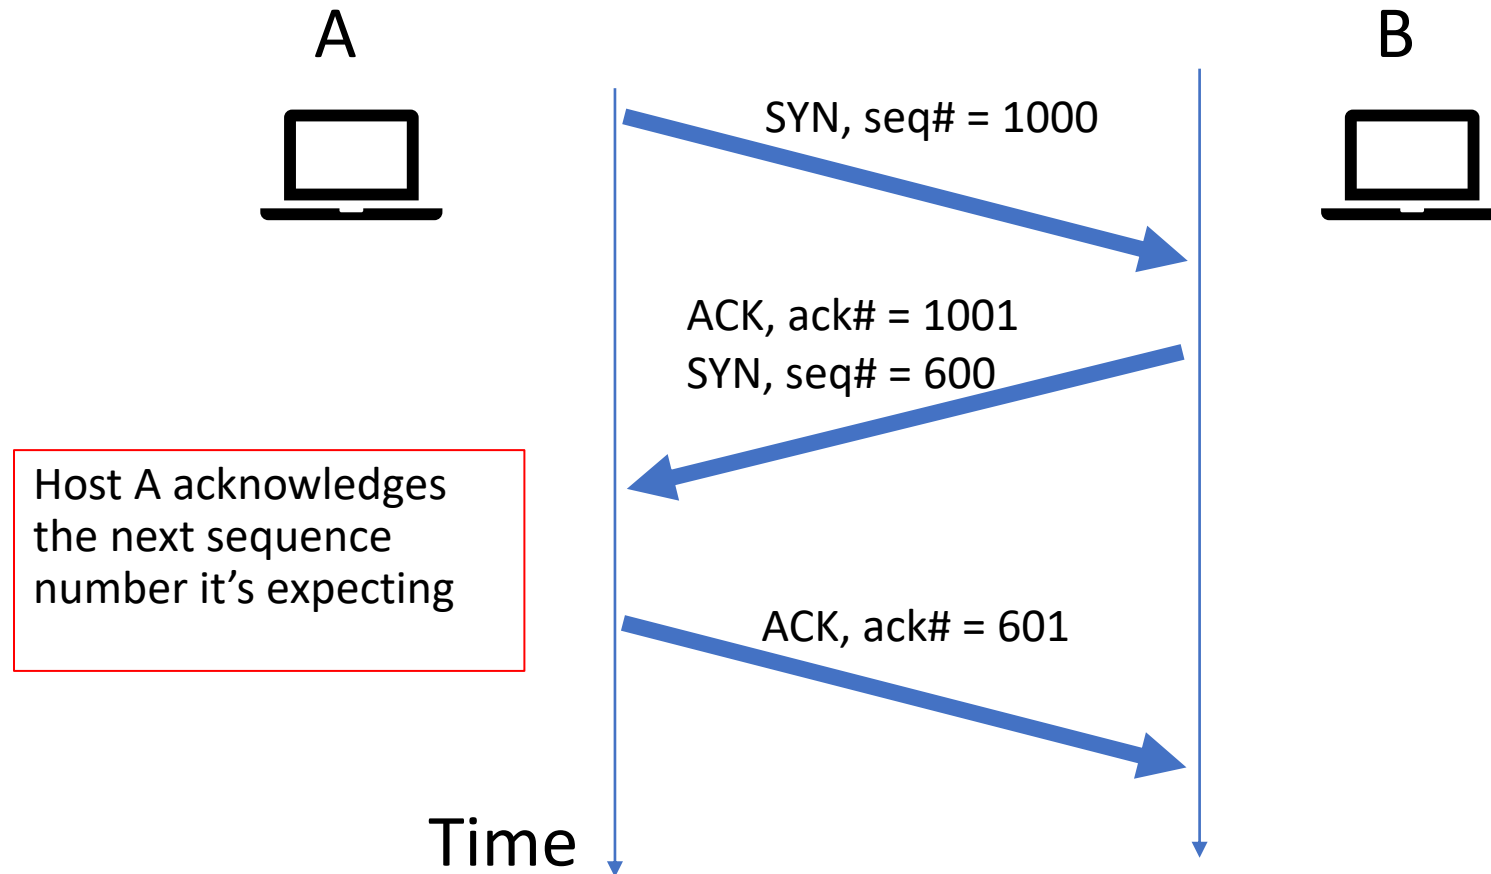 A
B
SYN, seq# = 1000
ACK, ack# = 1001
SYN, seq# = 600
Host A acknowledges
the next sequence
number it’s expecting
ACK, ack# = 601
Time